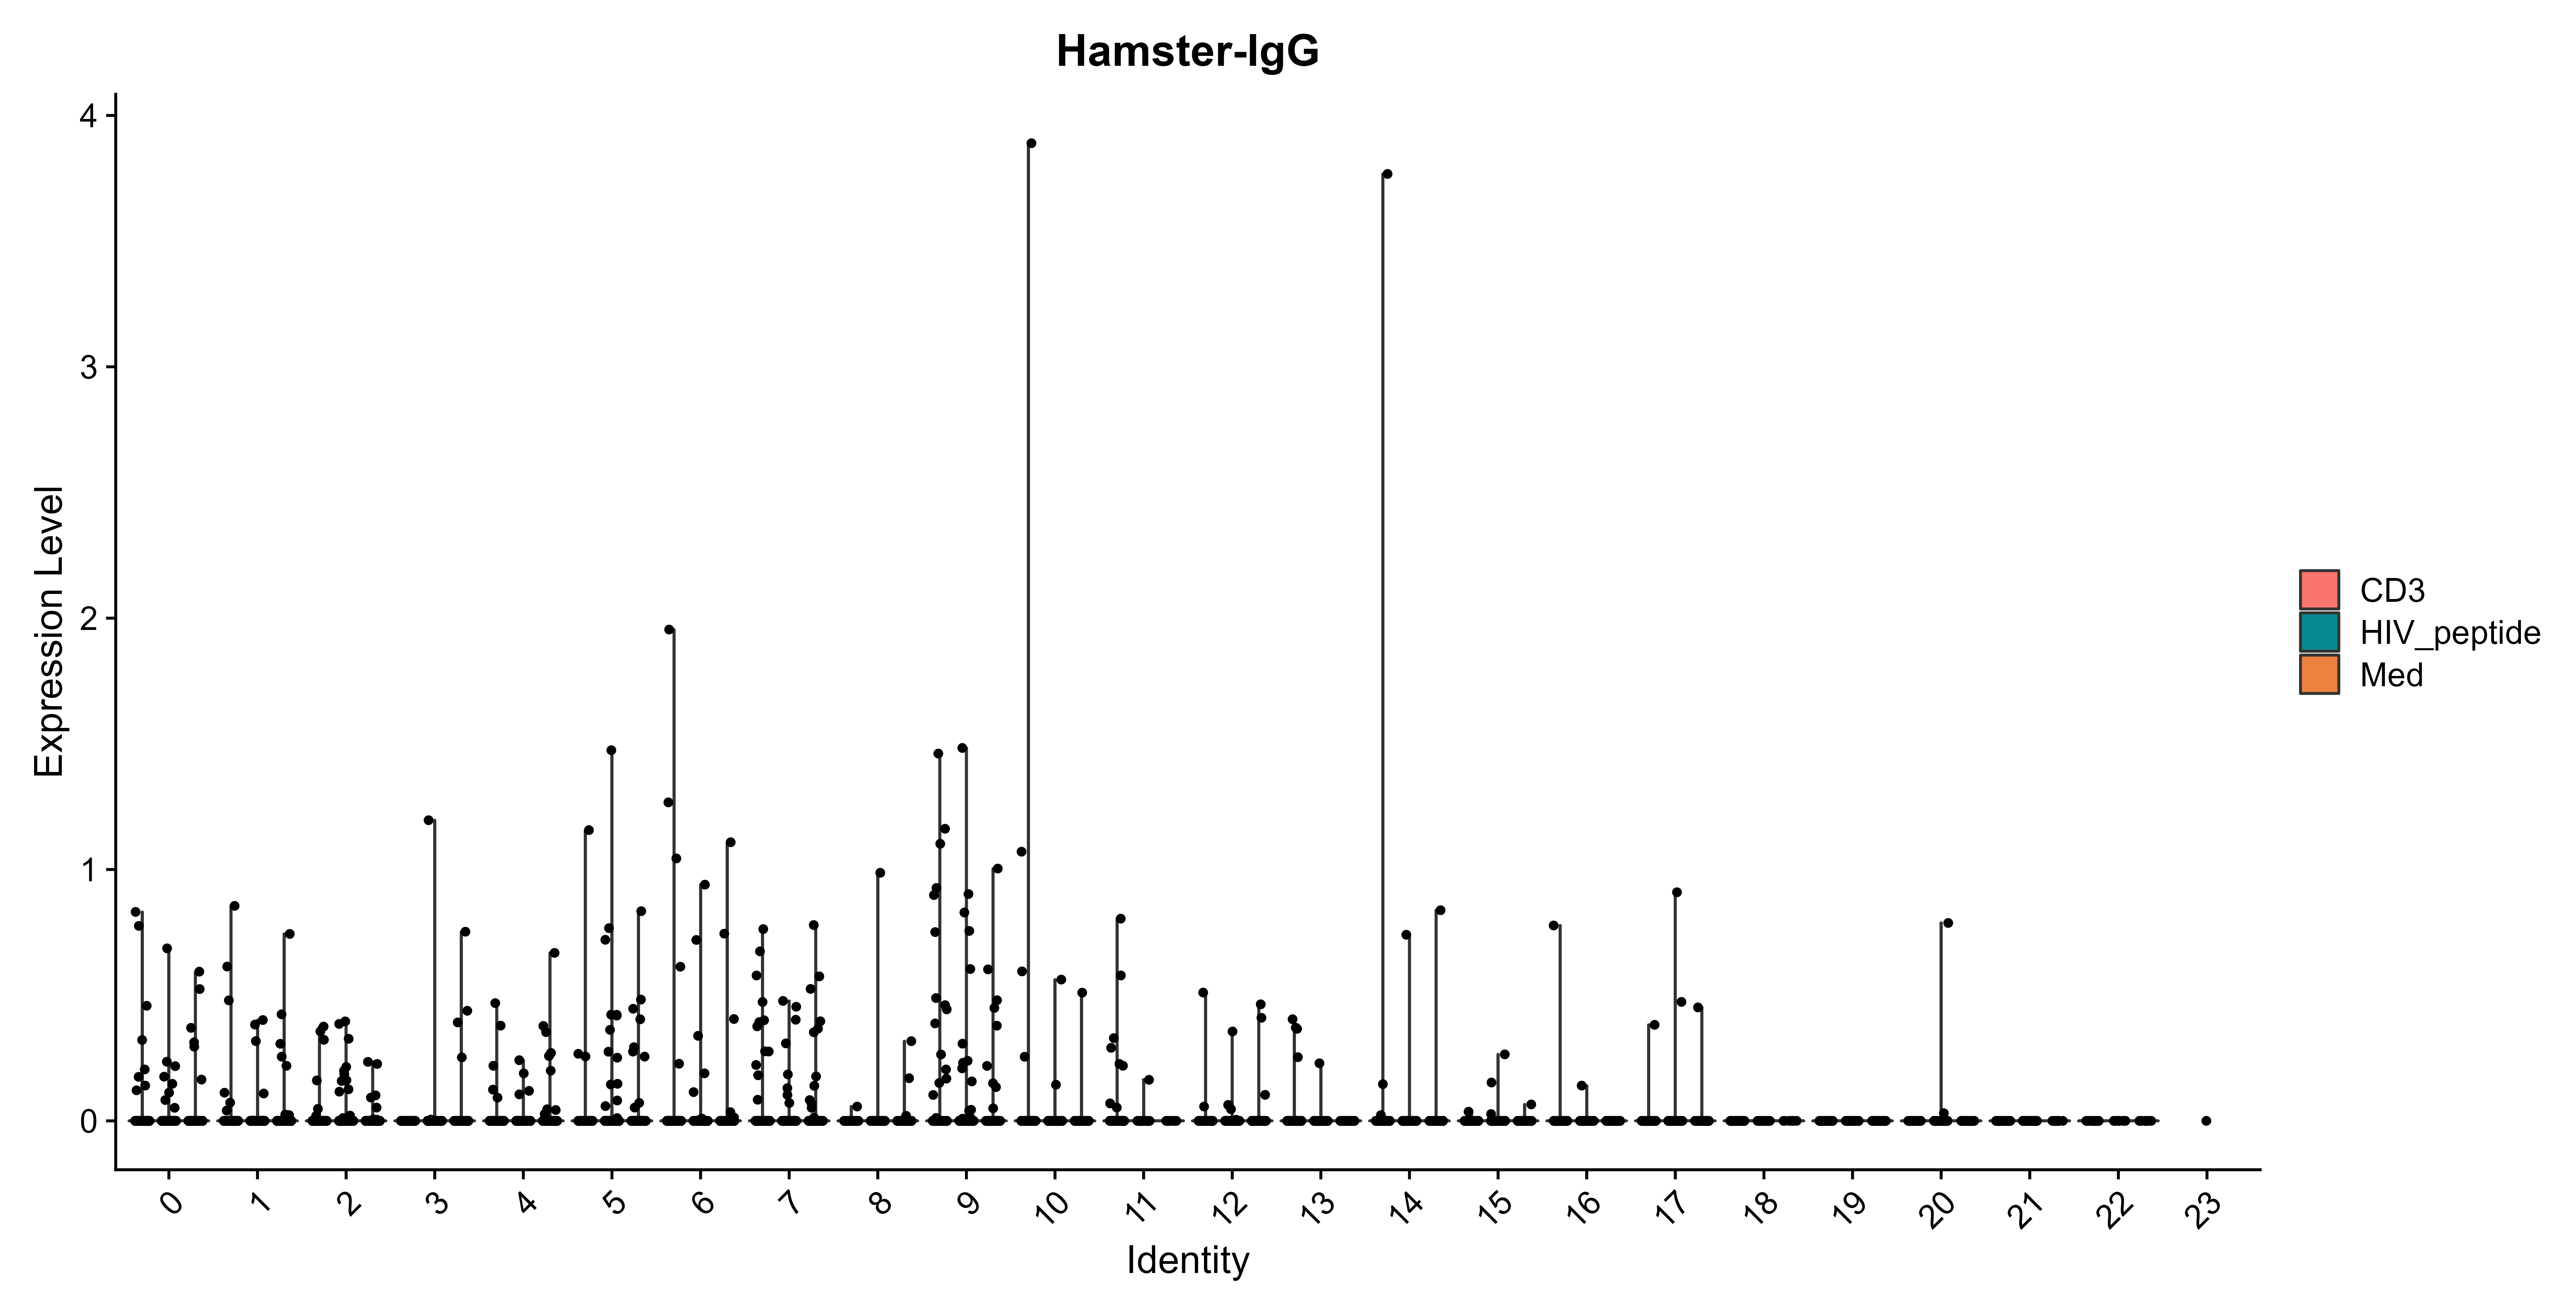 Hamster-IgG
4
3
2
1
0
Expression Level
0 1 2 3 4 5 6 7 8 9 10 11 12 13 14 15 16 17 18 19 20 21 22 23
Identity
CD3
HIV_peptide
Med